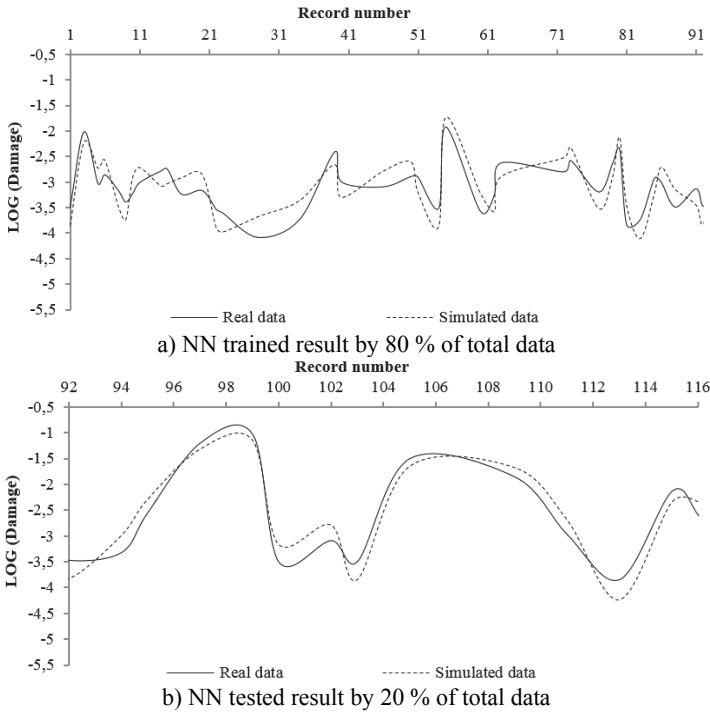 Record number
1 11 21 31 41 51 61 71 81 91
-0,5
-1
-1,5
-2
-2,5
-3
-3,5
-4
-4,5
-5
-5,5
LOG (Damage)
Real data Simulated data
a) NN trained result by 80 % of total data
Record number
92 94 96 98 100 102 104 106 108 110 112 114 116
-0,5
-1
-1,5
-2
-2,5
-3
-3,5
-4
-4,5
-5
-5,5
LOG (Damage)
Real data Simulated data
b) NN tested result by 20 % of total data